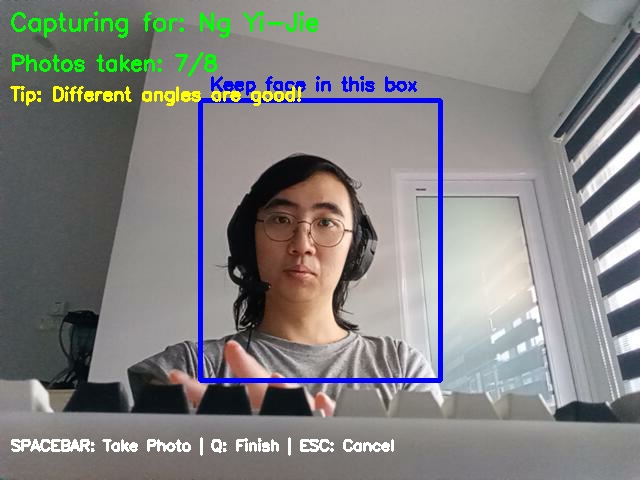 Capturing for: Ng Yi-Jie
Photos taken: 7/8
Keep face in this box
Tip: Different angles are good!
SPACEBAR: Take Photo | Q: Finish | ESC: Cancel